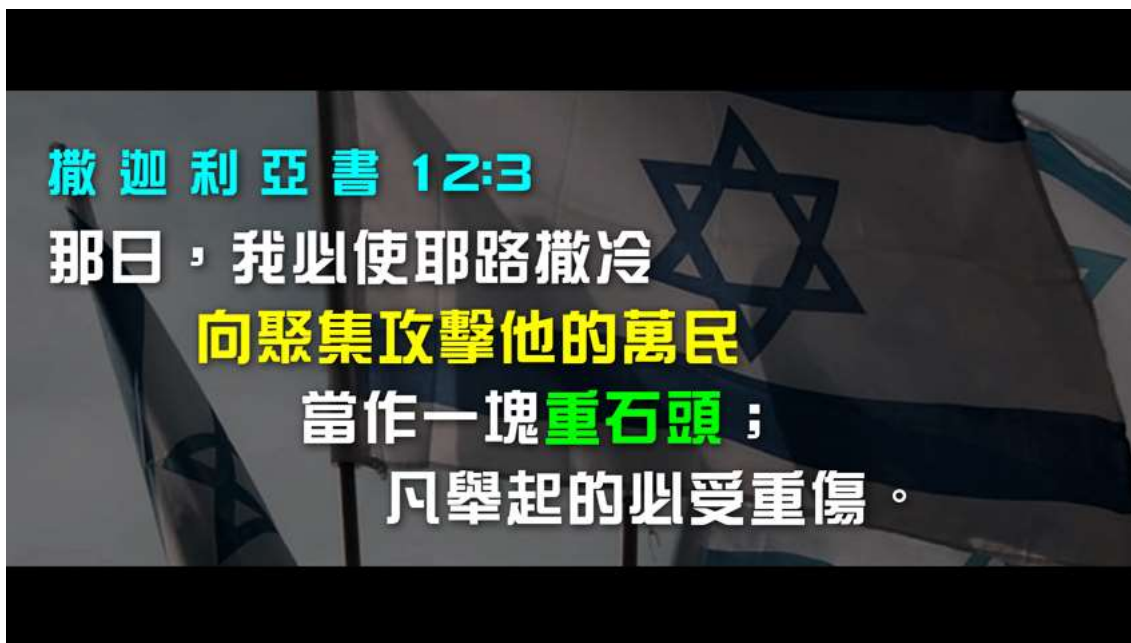 撒迦利亞書 12:3
那日，我必使耶路撒冷
向聚集攻擊他的萬民
當作一塊重石頭；
凡舉起的必受重傷。